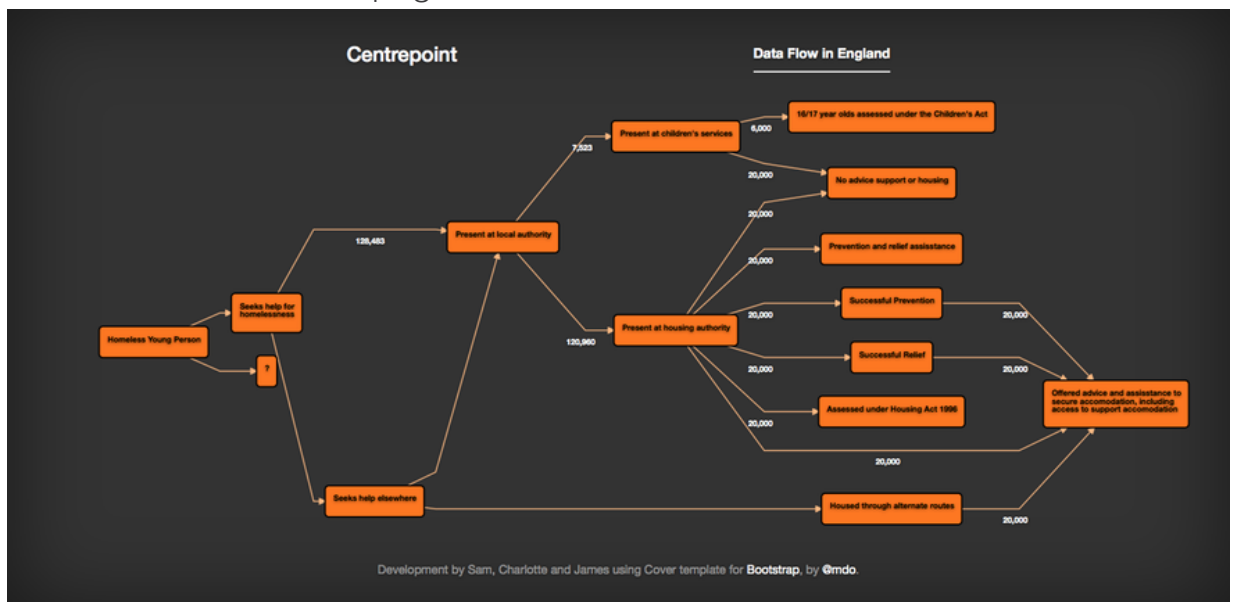 Centrepoint
Data Flow in England
16/17 year olds assessed under the Children's Act
Present at children's services
6,000
7,523
20,000
No advice support or housing
20,000
Present at local authority
128,483
Prevention and relief assisstance
20,000
Seeks help for
homelessness
Successful Prevention
20,000
20,000
Homeless Young Person
Present at housing authority
120,960
Successful Relief
?
20,000
20,000
Offered advice and assisstance to
secure accomodation, including
access to support accomodation
Assessed under Housing Act 1996
20,000
20,000
Seeks help elsewhere
Housed through alternate routes
20,000
Development by Sam, Charlotte and James using Cover template for Bootstrap, by @mdo.